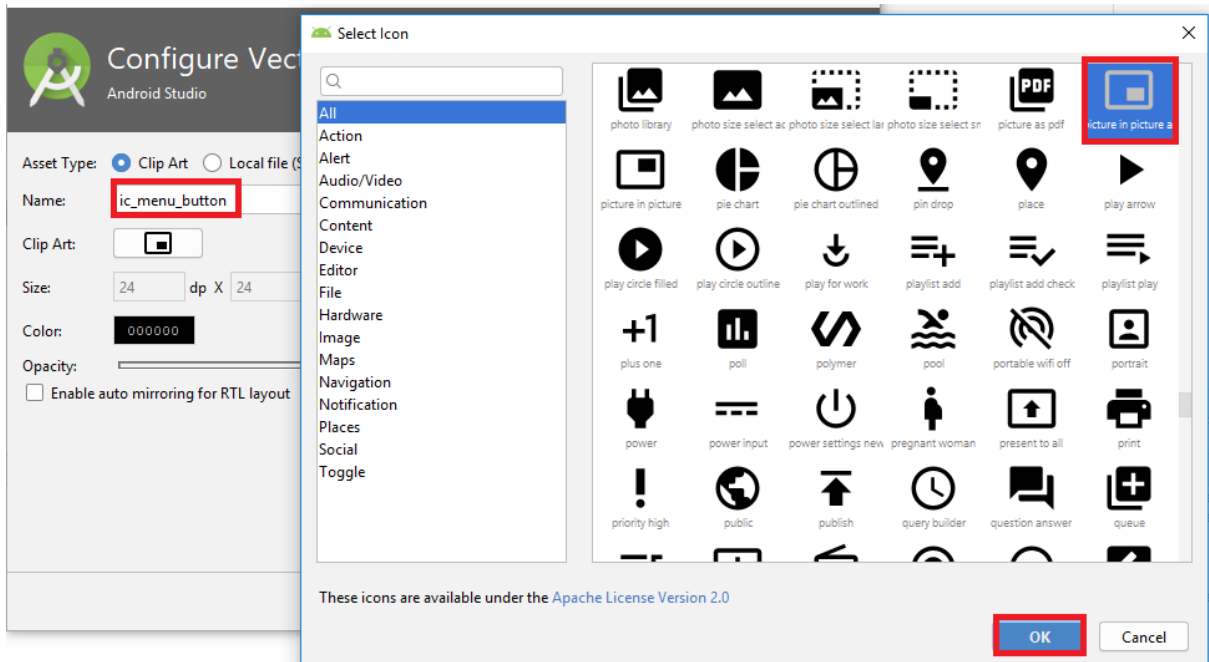 Configure Vect
Android Studio
Asset Type:
Clip Art
Local file (S
Name:
ic_menu_button
Clip Art:
Size:
24
dp X
24
Color:
000000
Opacity:
Enable auto mirroring for RTL layout
Select Icon
All
Action
Alert
Audio/Video
Communication
Content
Device
Editor
File
Hardware
Image
Maps
Navigation
Notification
Places
Social
Toggle
PDF
photo library
photo size select ac
photo size select lar
photo size select sn
picture as pdf
icture in picture a
picture in picture
pie chart
pie chart outlined
pin drop
place
play arrow
play circle filled
play circle outline
play for work
playlist add
playlist add check
playlist play
+1
plus one
poll
polymer
pool
portable wifi off
portrait
power
power input
power settings new
pregnant woman
present to all
print
priority high
public
publish
query builder
question answer
queue
These icons are available under the Apache License Version 2.0
OK
Cancel